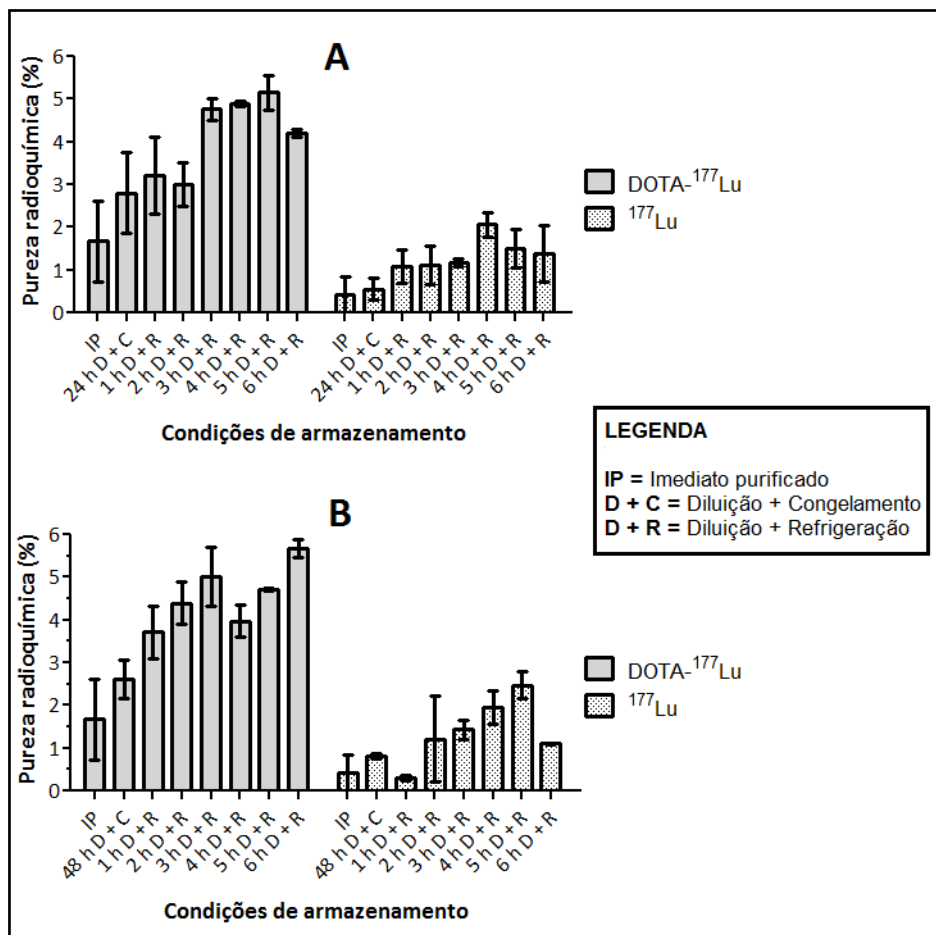 A
Pureza radioquímica (%)
6
5
4
3
2
1
0
IP
24 h D + C
1 h D + R
2 h D + R
3 h D + R
4 h D + R
5 h D + R
6 h D + R
IP
24 h D + C
1 h D + R
2 h D + R
3 h D + R
4 h D + R
5 h D + R
6 h D + R
Condições de armazenamento
DOTA-¹⁷⁷Lu
¹⁷⁷Lu
LEGENDA
IP = Imediato purificado
D + C = Diluição + Congelamento
D + R = Diluição + Refrigeração
B
Pureza radioquímica (%)
6
5
4
3
2
1
0
IP
48 h D + C
1 h D + R
2 h D + R
3 h D + R
4 h D + R
5 h D + R
6 h D + R
IP
48 h D + C
1 h D + R
2 h D + R
3 h D + R
4 h D + R
5 h D + R
6 h D + R
Condições de armazenamento
DOTA-¹⁷⁷Lu
¹⁷⁷Lu